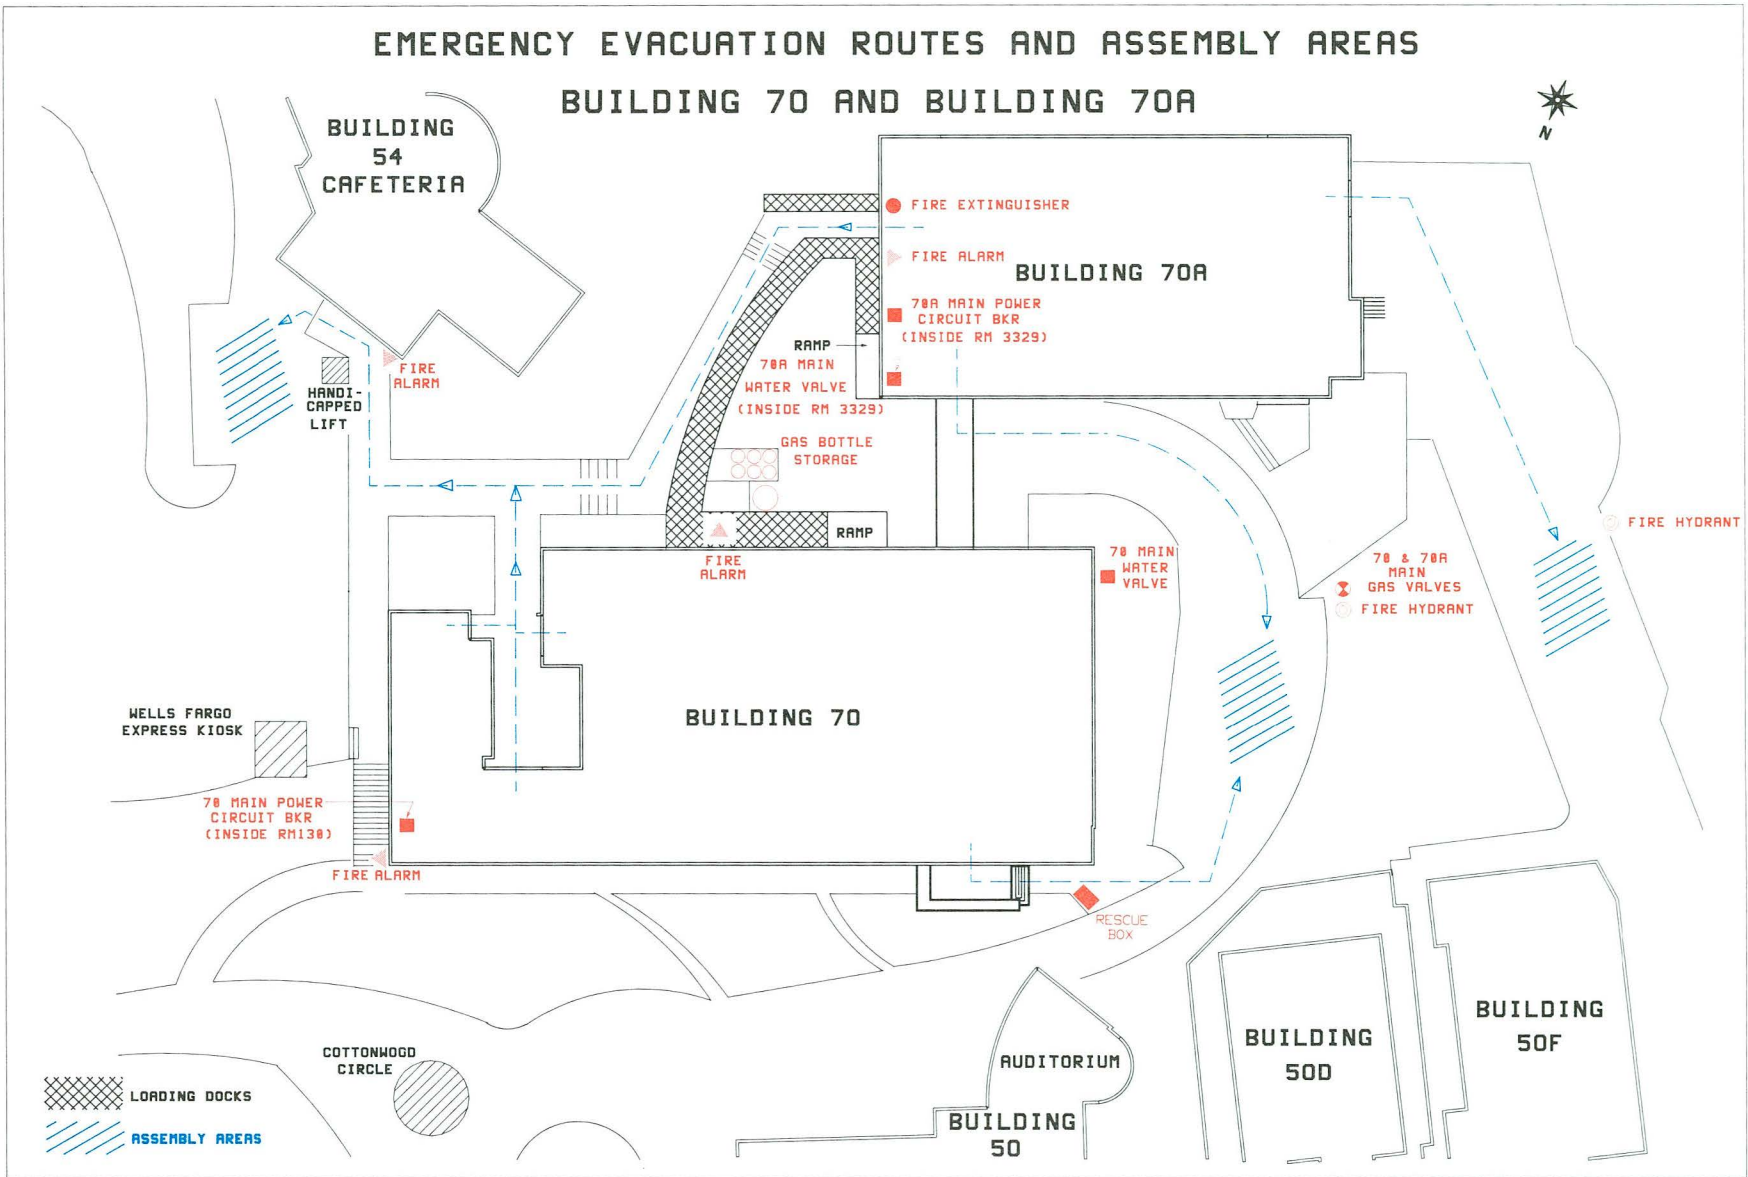 EMERGENCY EVACUATION ROUTES AND ASSEMBLY AREAS
BUILDING 70 AND BUILDING 70A
BUILDING
54
CAFETERIA
N
FIRE EXTINGUISHER
FIRE ALARM
BUILDING 70A
70A MAIN POWER
CIRCUIT BKR
(INSIDE RM 3329)
RAMP
70A MAIN
WATER VALVE
(INSIDE RM 3329)
FIRE
ALARM
HANDI-
CAPPED
LIFT
GAS BOTTLE
STORAGE
RAMP
FIRE
ALARM
70 MAIN
WATER
VALVE
FIRE HYDRANT
70 & 70A
MAIN
GAS VALVES
FIRE HYDRANT
WELLS FARGO
EXPRESS KIOSK
BUILDING 70
70 MAIN POWER
CIRCUIT BKR
(INSIDE RM130)
FIRE ALARM
RESCUE
BOX
COTTONWOOD
CIRCLE
LOADING DOCKS
ASSEMBLY AREAS
AUDITORIUM
BUILDING
50
BUILDING
50D
BUILDING
50F